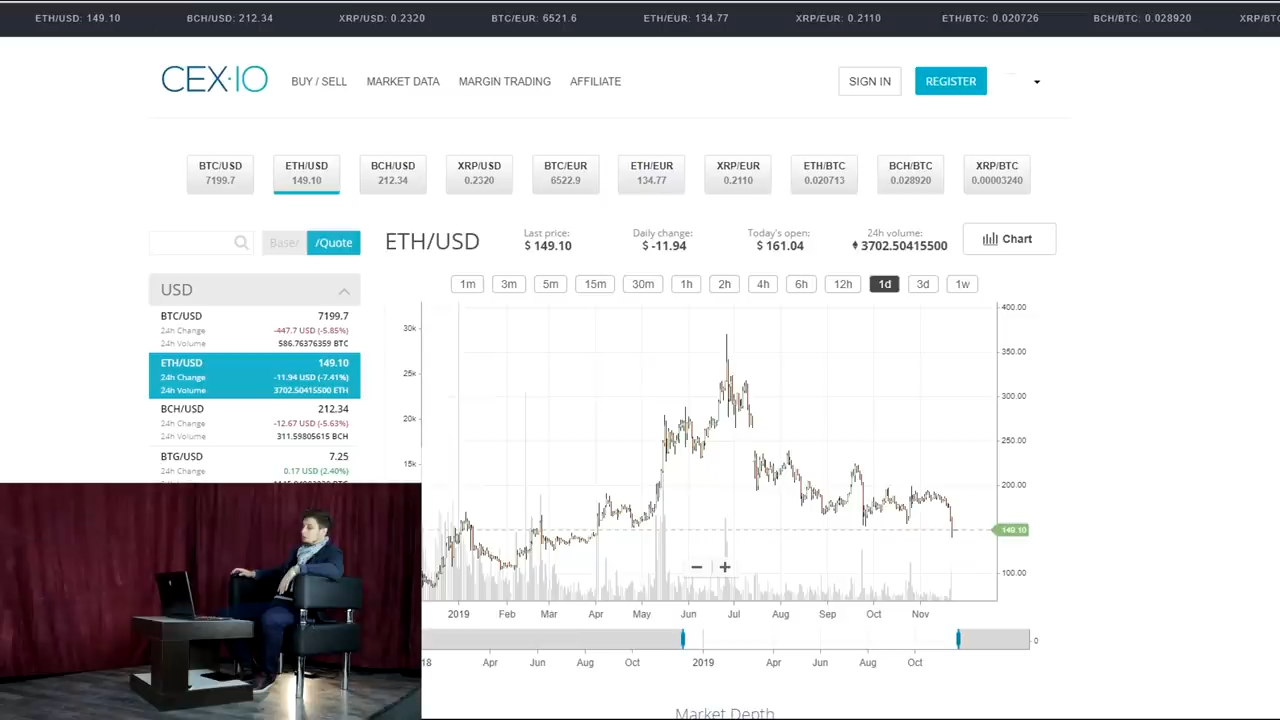 ETH/USD: 149.10 BCH/USD: 212.34 XRP/USD: 0.2320 BTC/EUR: 6521.6 ETH/EUR: 134.77 XRP/EUR: 0.2110 ETH/BTC: 0.020726 BCH/BTC: 0.028920 XRP/BTC
CEX·IO BUY / SELL MARKET DATA MARGIN TRADING AFFILIATE SIGN IN REGISTER
BTC/USD ETH/USD BCH/USD XRP/USD BTC/EUR ETH/EUR XRP/EUR ETH/BTC BCH/BTC XRP/BTC
7199.7 149.10 212.34 0.2320 6522.9 134.77 0.2110 0.020713 0.028920 0.00003240
Base/ /Quote
ETH/USD
Last price: Daily change: Today's open: 24h volume:
$ 149.10 $ -11.94 $ 161.04 3702.50415500
Chart
1m 3m 5m 15m 30m 1h 2h 4h 6h 12h 1d 3d 1w
USD
BTC/USD 7199.7
24h Change -447.7 USD (-5.85%)
24h Volume 586.76376359 BTC
ETH/USD 149.10
24h Change -11.94 USD (-7.41%)
24h Volume 3702.50415500 ETH
BCH/USD 212.34
24h Change -12.67 USD (-5.63%)
24h Volume 311.59805615 BCH
BTG/USD 7.25
24h Change 0.17 USD (2.40%)
30k
25k
20k
15k
400.00
350.00
300.00
250.00
200.00
149.10
100.00
− +
2019 Feb Mar Apr May Jun Jul Aug Sep Oct Nov
0
18 Apr Jun Aug Oct 2019 Apr Jun Aug Oct
Market Depth